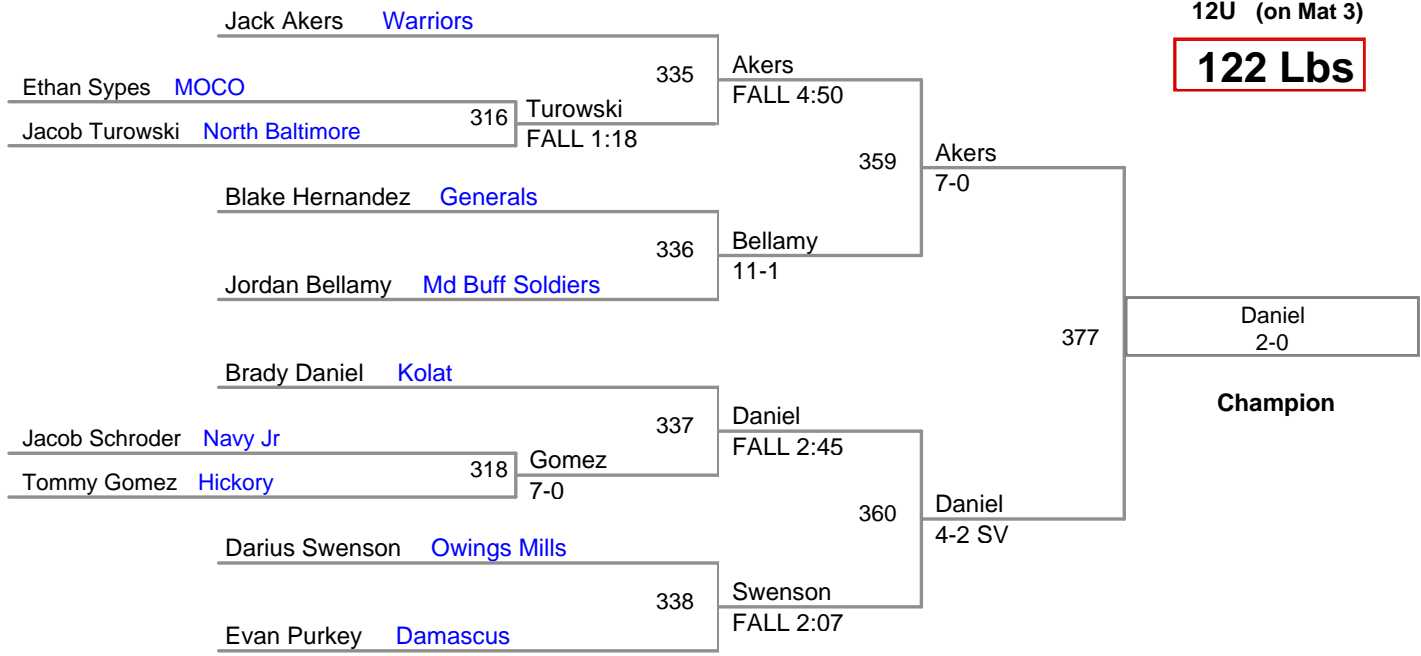 12U (on Mat 3)
122 Lbs
Jack Akers Warriors
335
Akers
FALL 4:50
Ethan Sypes MOCO
316
Turowski
FALL 1:18
Jacob Turowski North Baltimore
359
Akers
7-0
Blake Hernandez Generals
336
Bellamy
11-1
Jordan Bellamy Md Buff Soldiers
377
Daniel
2-0
Champion
Brady Daniel Kolat
337
Daniel
FALL 2:45
Jacob Schroder Navy Jr
318
Gomez
7-0
Tommy Gomez Hickory
360
Daniel
4-2 SV
Darius Swenson Owings Mills
338
Swenson
FALL 2:07
Evan Purkey Damascus